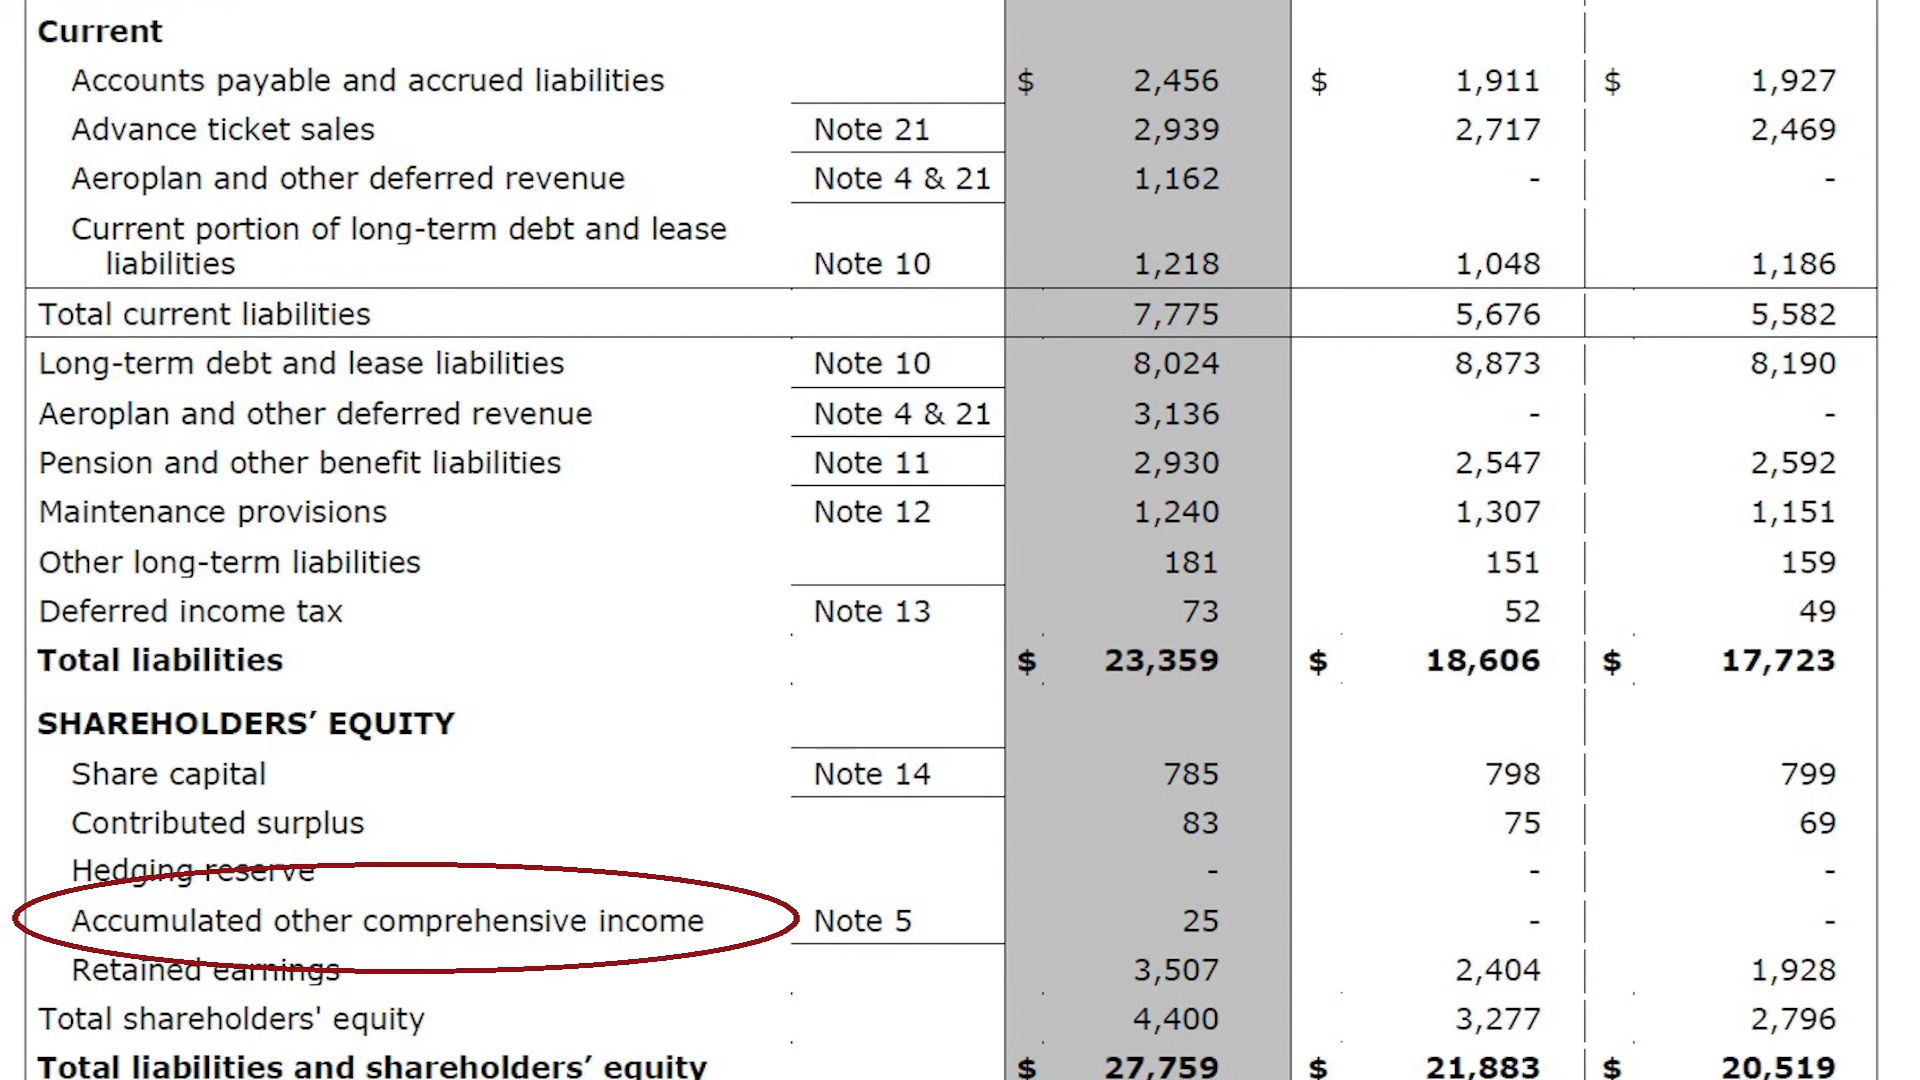 Current
Accounts payable and accrued liabilities $ 2,456 $ 1,911 $ 1,927
Advance ticket sales Note 21 2,939 2,717 2,469
Aeroplan and other deferred revenue Note 4 & 21 1,162 - -
Current portion of long-term debt and lease
liabilities Note 10 1,218 1,048 1,186
Total current liabilities 7,775 5,676 5,582
Long-term debt and lease liabilities Note 10 8,024 8,873 8,190
Aeroplan and other deferred revenue Note 4 & 21 3,136 - -
Pension and other benefit liabilities Note 11 2,930 2,547 2,592
Maintenance provisions Note 12 1,240 1,307 1,151
Other long-term liabilities 181 151 159
Deferred income tax Note 13 73 52 49
Total liabilities $ 23,359 $ 18,606 $ 17,723
SHAREHOLDERS’ EQUITY
Share capital Note 14 785 798 799
Contributed surplus 83 75 69
Hedging reserve - - -
Accumulated other comprehensive income Note 5 25 - -
Retained earnings 3,507 2,404 1,928
Total shareholders' equity 4,400 3,277 2,796
Total liabilities and shareholders’ equity $ 27,759 $ 21,883 $ 20,519